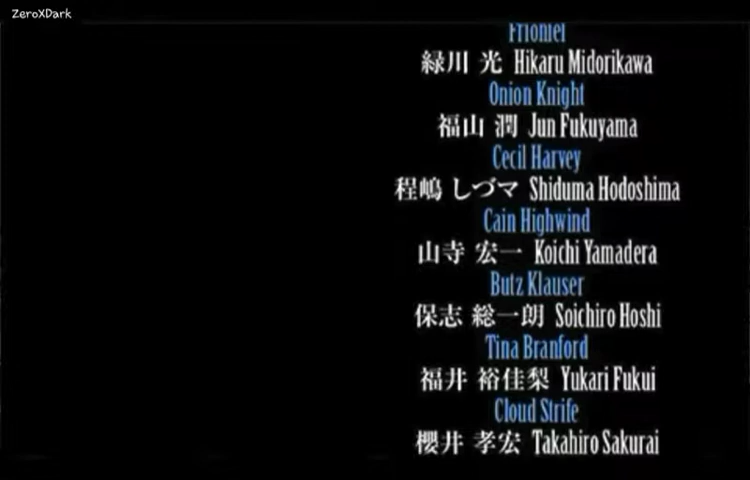 ZeroXDark
Frioniel
緑川 光 Hikaru Midorikawa
Onion Knight
福山 潤 Jun Fukuyama
Cecil Harvey
程嶋 しづマ Shiduma Hodoshima
Cain Highwind
山寺 宏一 Koichi Yamadera
Butz Klauser
保志 総一朗 Soichiro Hoshi
Tina Branford
福井 裕佳梨 Yukari Fukui
Cloud Strife
櫻井 孝宏 Takahiro Sakurai